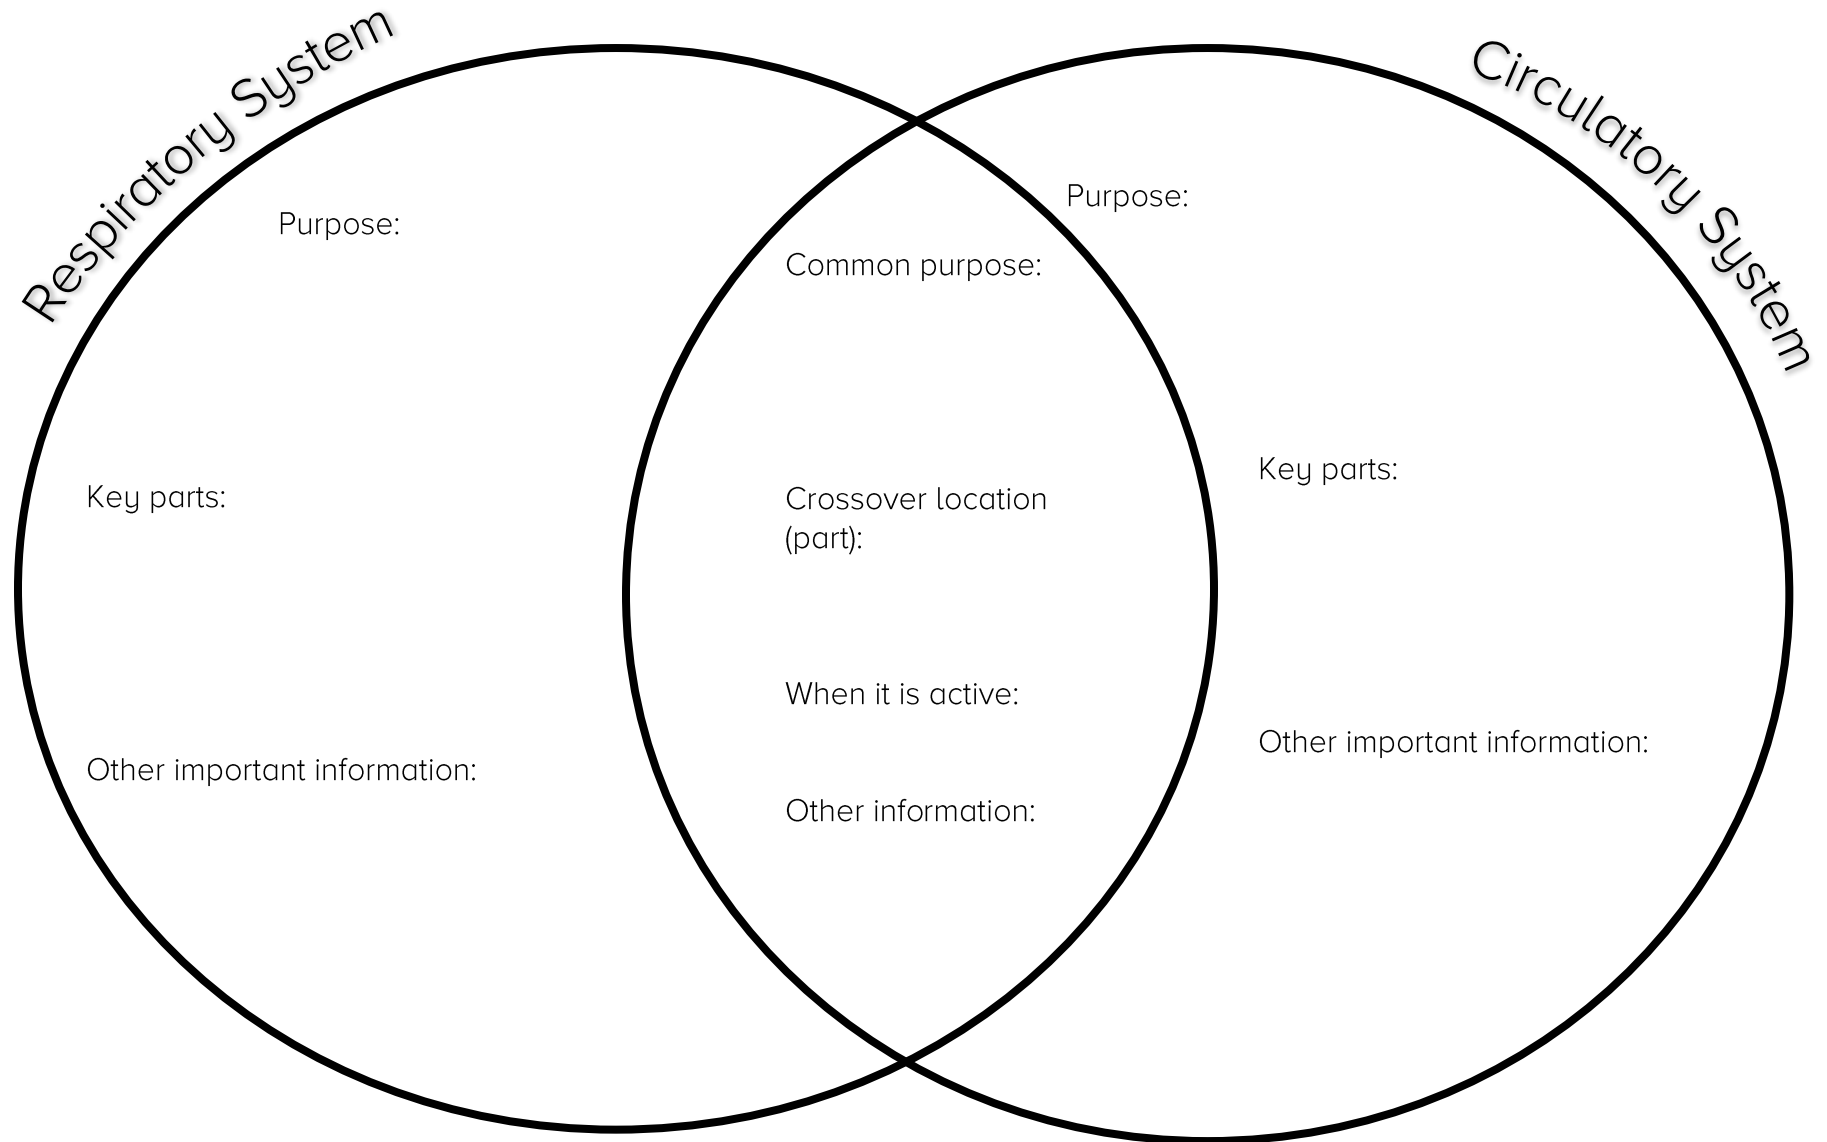 Respiratory System
Purpose:
Key parts:
Other important information:
Common purpose:
Crossover location
(part):
When it is active:
Other information:
Circulatory System
Purpose:
Key parts:
Other important information: